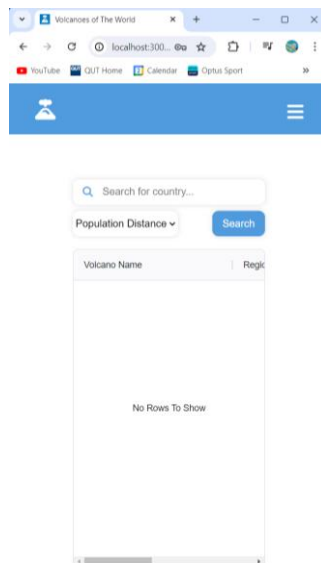 Volcanoes of The World
localhost:300...
YouTube QUT Home Calendar Optus Sport
Search for country...
Population Distance Search
Volcano Name
No Rows To Show